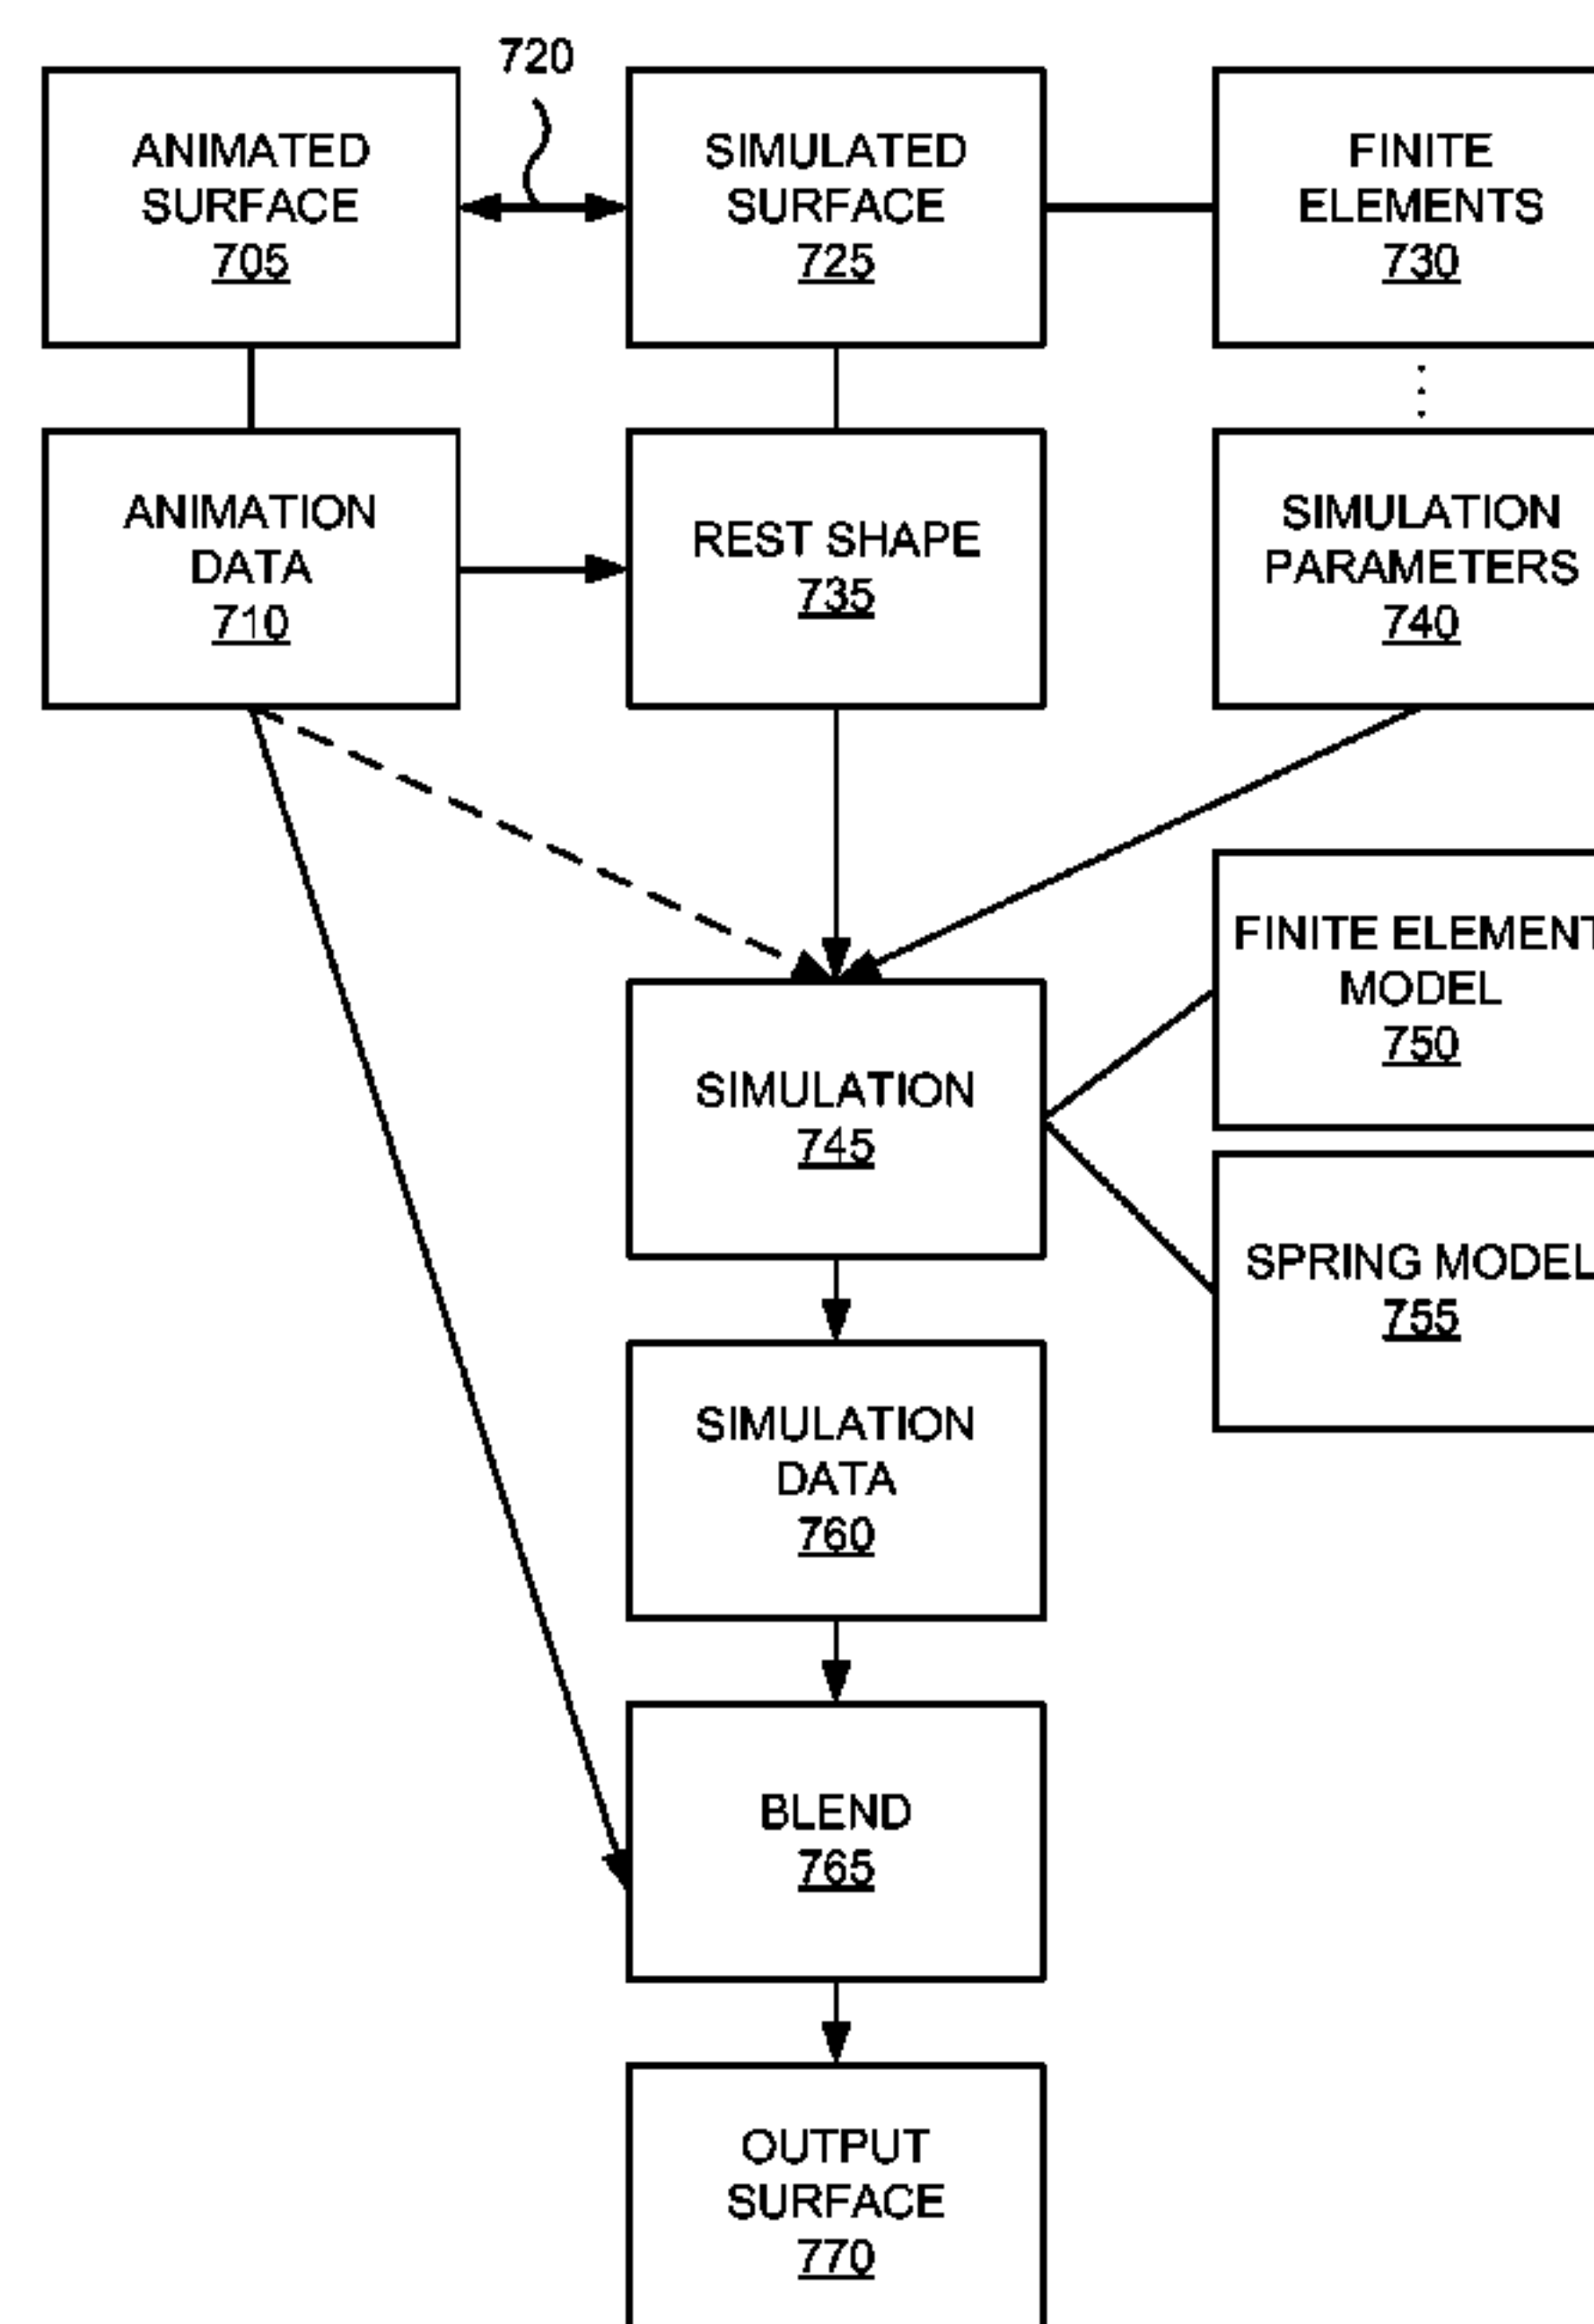 720
ANIMATED
SURFACE
705
SIMULATED
SURFACE
725
FINITE
ELEMENTS
730
ANIMATION
DATA
710
REST SHAPE
735
SIMULATION
PARAMETERS
740
FINITE ELEMENT
MODEL
750
SIMULATION
745
SPRING MODEL
755
SIMULATION
DATA
760
BLEND
765
OUTPUT
SURFACE
770